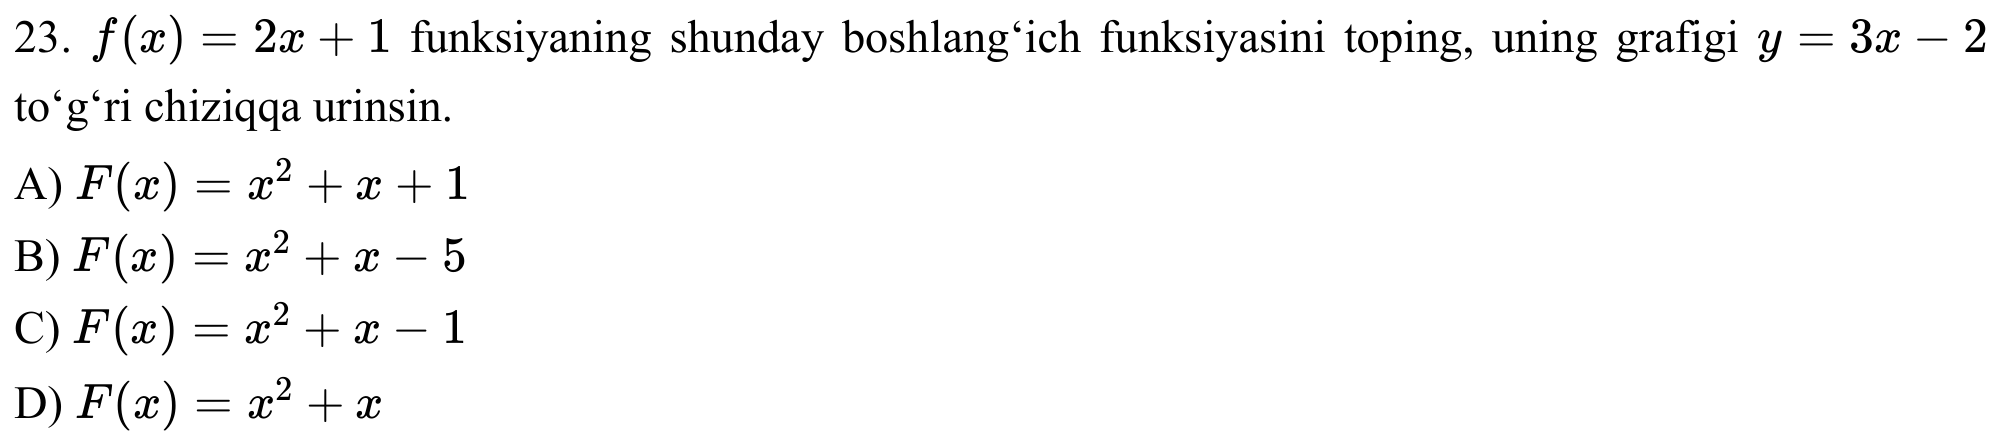 23. f(x) = 2x + 1 funksiyaning shunday boshlang‘ich funksiyasini toping, uning grafigi y = 3x − 2
to‘g‘ri chiziqqa urinsin.
A) F(x) = x² + x + 1
B) F(x) = x² + x − 5
C) F(x) = x² + x − 1
D) F(x) = x² + x